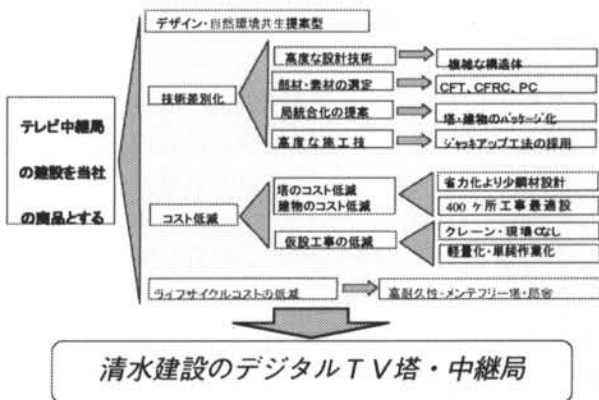 デザイン・自然環境共生提案型
テレビ中継局
の建設を当社
の商品とする
技術差別化
高度な設計技術
複雑な構造体
部材・素材の選定
CFT、CFRC、PC
局統合化の提案
塔・建物のパッケージ化
高度な施工技
ジャッキアップ工法の採用
コスト低減
塔のコスト低減
建物のコスト低減
省力化より少鋼材設計
400ヶ所工事最適設
仮設工事の低減
クレーン・現場 なし
軽量化・単純作業化
ライフサイクルコストの低減
高耐久性・メンテフリー塔・局舎
清水建設のデジタルTV塔・中継局